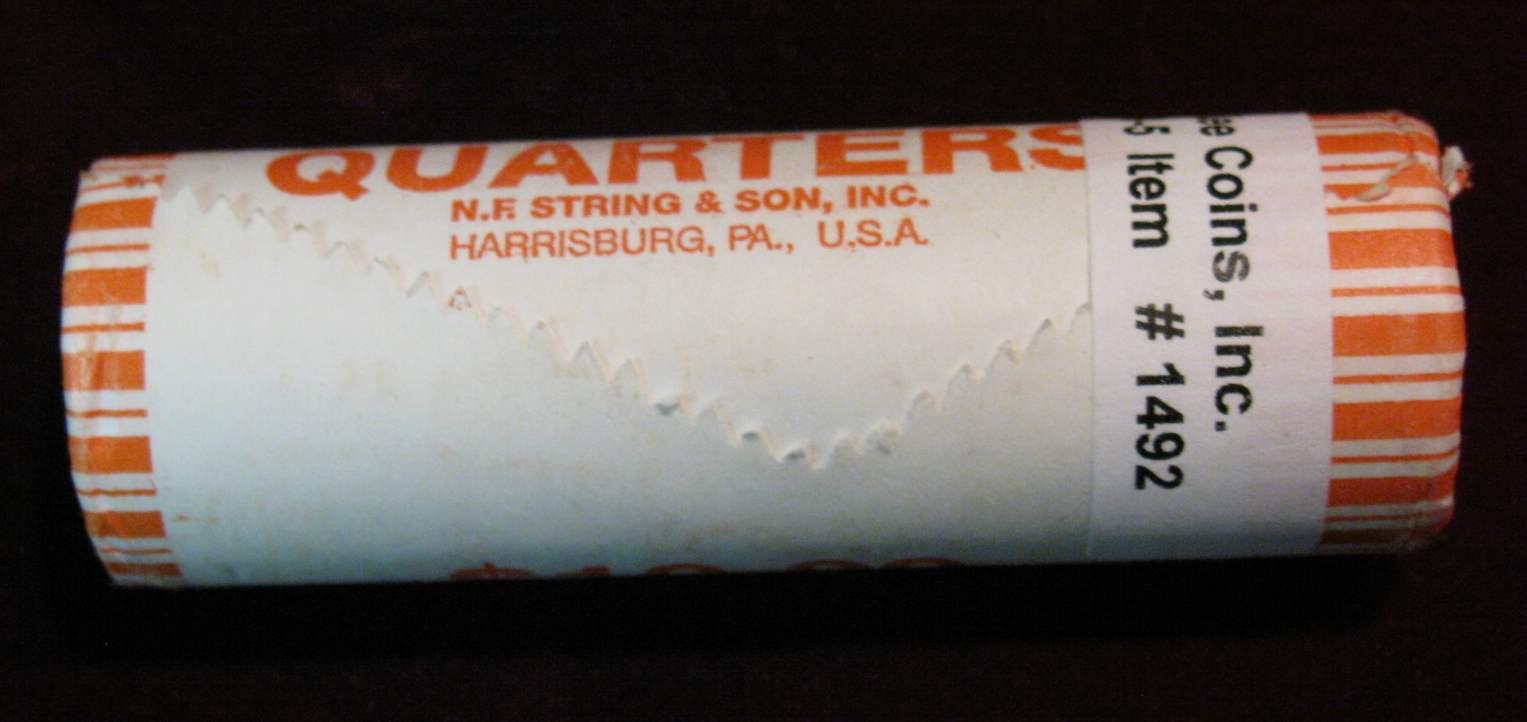 QUARTERS
N.F. STRING & SON, INC.
HARRISBURG, PA., U.S.A.
Coins, Inc.
Item # 1492